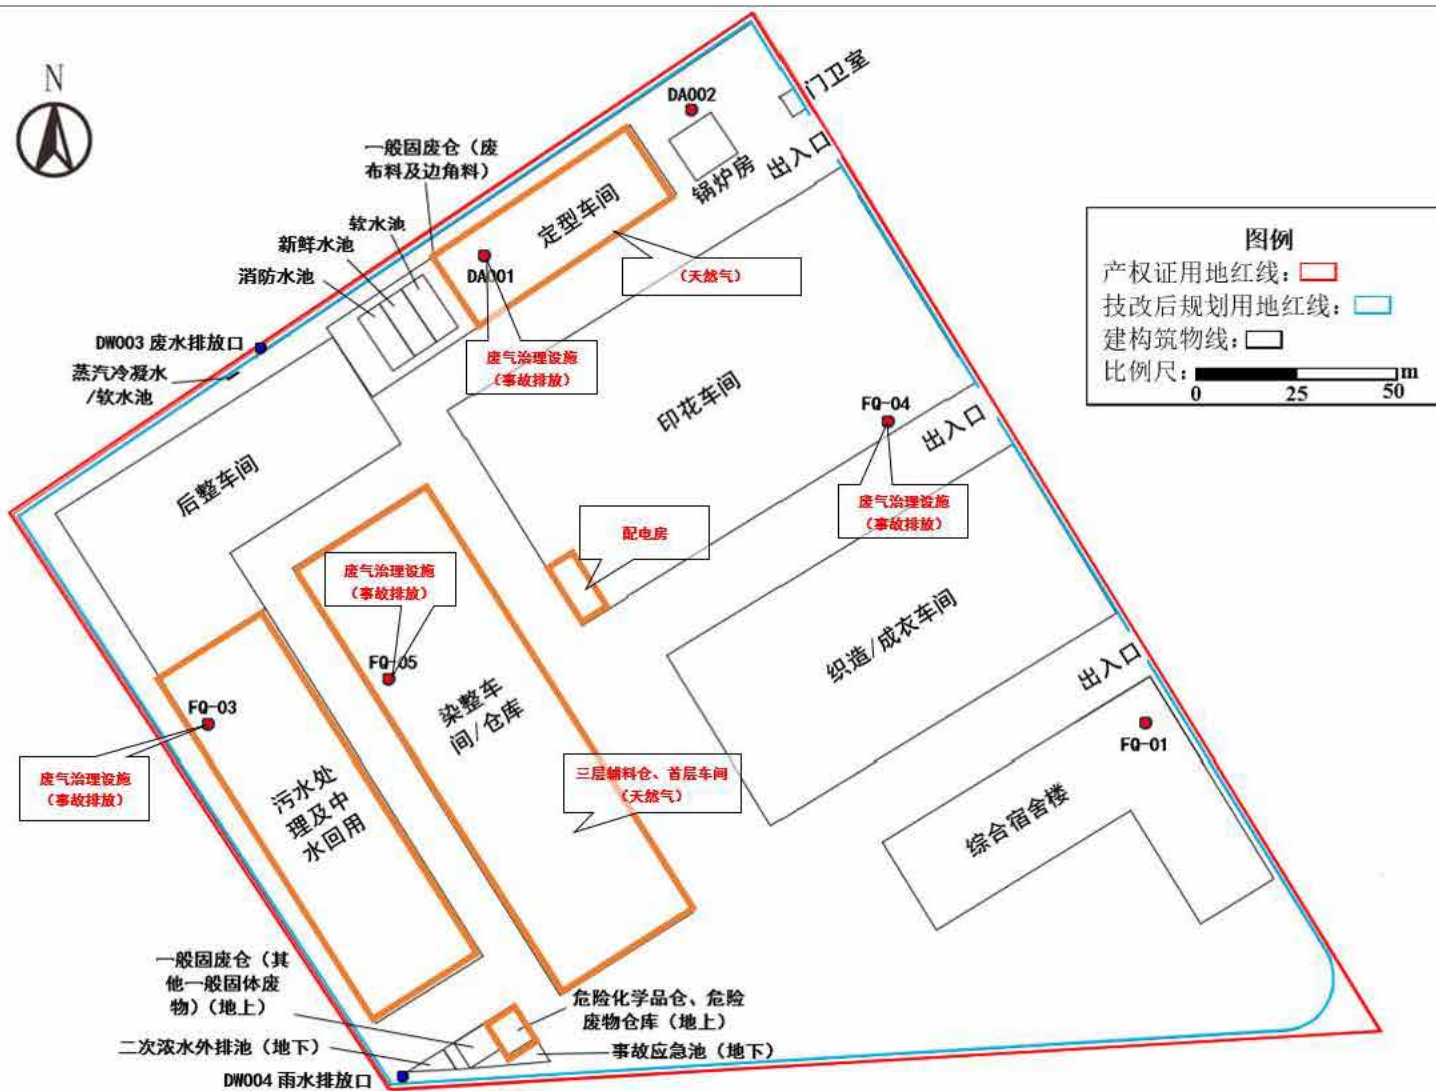 N
DA002
门卫室
一般固废仓（废
布料及边角料）
锅炉房
出入口
定型车间
软水池
新鲜水池
消防水池
DA001
（天然气）
图例
产权证用地红线：
技改后规划用地红线：
建构筑物线：
比例尺：
m
0
25
50
DW003 废水排放口
蒸汽冷凝水
/软水池
废气治理设施
（事故排放）
印花车间
FQ-04
出入口
后整车间
废气治理设施
（事故排放）
配电房
废气治理设施
（事故排放）
FQ-05
织造/成衣车间
出入口
FQ-03
染整车
间/仓库
FQ-01
废气治理设施
（事故排放）
三层辅料仓、首层车间
（天然气）
污水处
理及中
水回用
综合宿舍楼
一般固废仓（其
他一般固体废
物）（地上）
危险化学品仓、危险
废物仓库（地上）
二次浓水外排池（地下）
事故应急池（地下）
DW004 雨水排放口